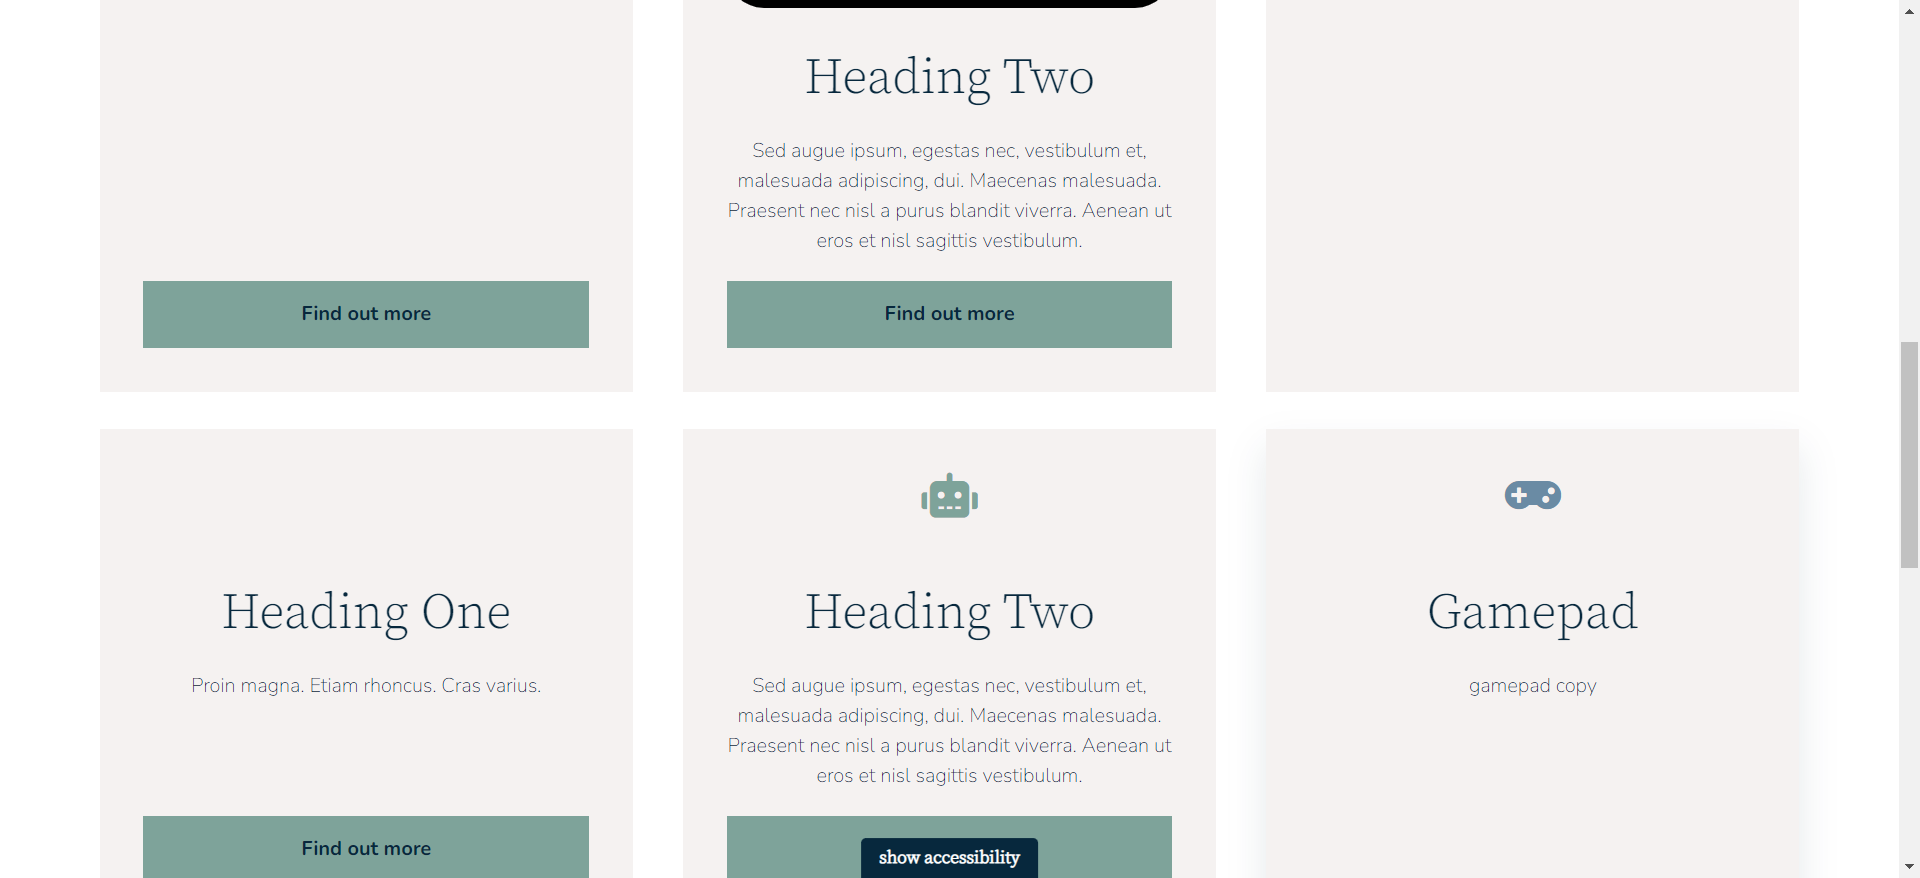 Heading Two
Sed augue ipsum, egestas nec, vestibulum et,
malesuada adipiscing, dui. Maecenas malesuada.
Praesent nec nisl a purus blandit viverra. Aenean ut
eros et nisl sagittis vestibulum.
Find out more
Find out more
Heading One
Proin magna. Etiam rhoncus. Cras varius.
Find out more
Heading Two
Sed augue ipsum, egestas nec, vestibulum et,
malesuada adipiscing, dui. Maecenas malesuada.
Praesent nec nisl a purus blandit viverra. Aenean ut
eros et nisl sagittis vestibulum.
Gamepad
gamepad copy
show accessibility